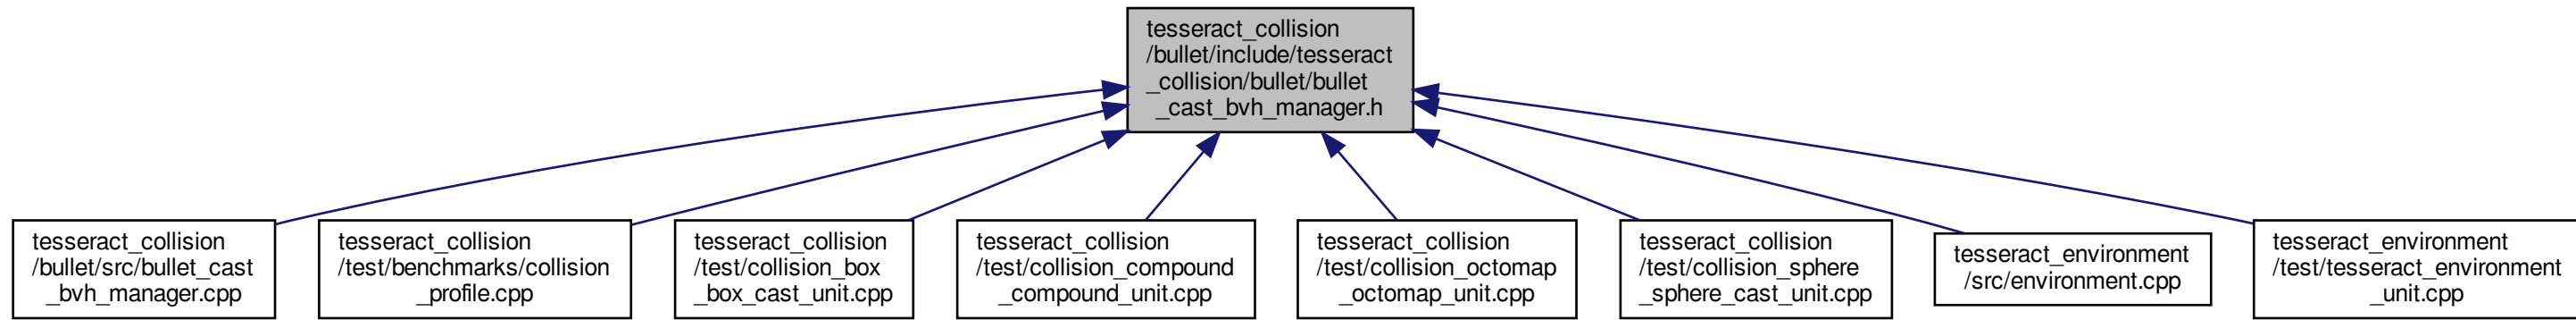 tesseract_collision
/bullet/include/tesseract
_collision/bullet/bullet
_cast_bvh_manager.h
tesseract_collision
/bullet/src/bullet_cast
_bvh_manager.cpp
tesseract_collision
/test/benchmarks/collision
_profile.cpp
tesseract_collision
/test/collision_box
_box_cast_unit.cpp
tesseract_collision
/test/collision_compound
_compound_unit.cpp
tesseract_collision
/test/collision_octomap
_octomap_unit.cpp
tesseract_collision
/test/collision_sphere
_sphere_cast_unit.cpp
tesseract_environment
/src/environment.cpp
tesseract_environment
/test/tesseract_environment
_unit.cpp